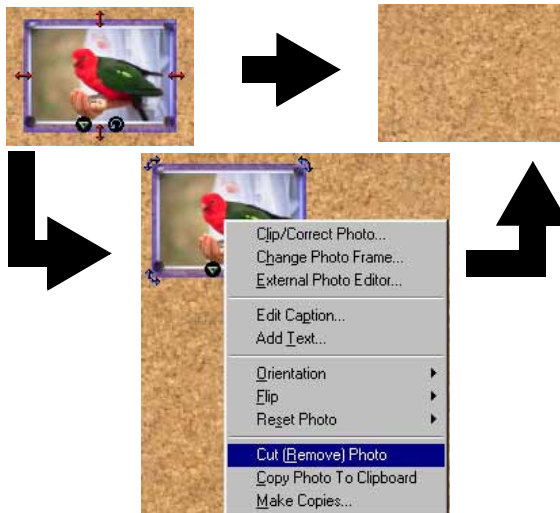 Clip/Correct Photo...
Change Photo Frame...
External Photo Editor...
Edit Caption...
Add Text...
Orientation
Flip
Reset Photo
Cut (Remove) Photo
Copy Photo To Clipboard
Make Copies...